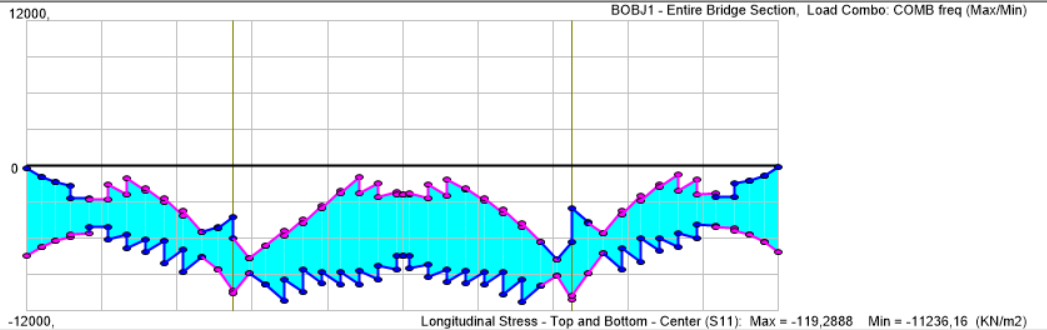 12000,
BOBJ1 - Entire Bridge Section, Load Combo: COMB freq (Max/Min)
0
-12000,
Longitudinal Stress - Top and Bottom - Center (S11): Max = -119,2888 Min = -11236,16 (KN/m2)